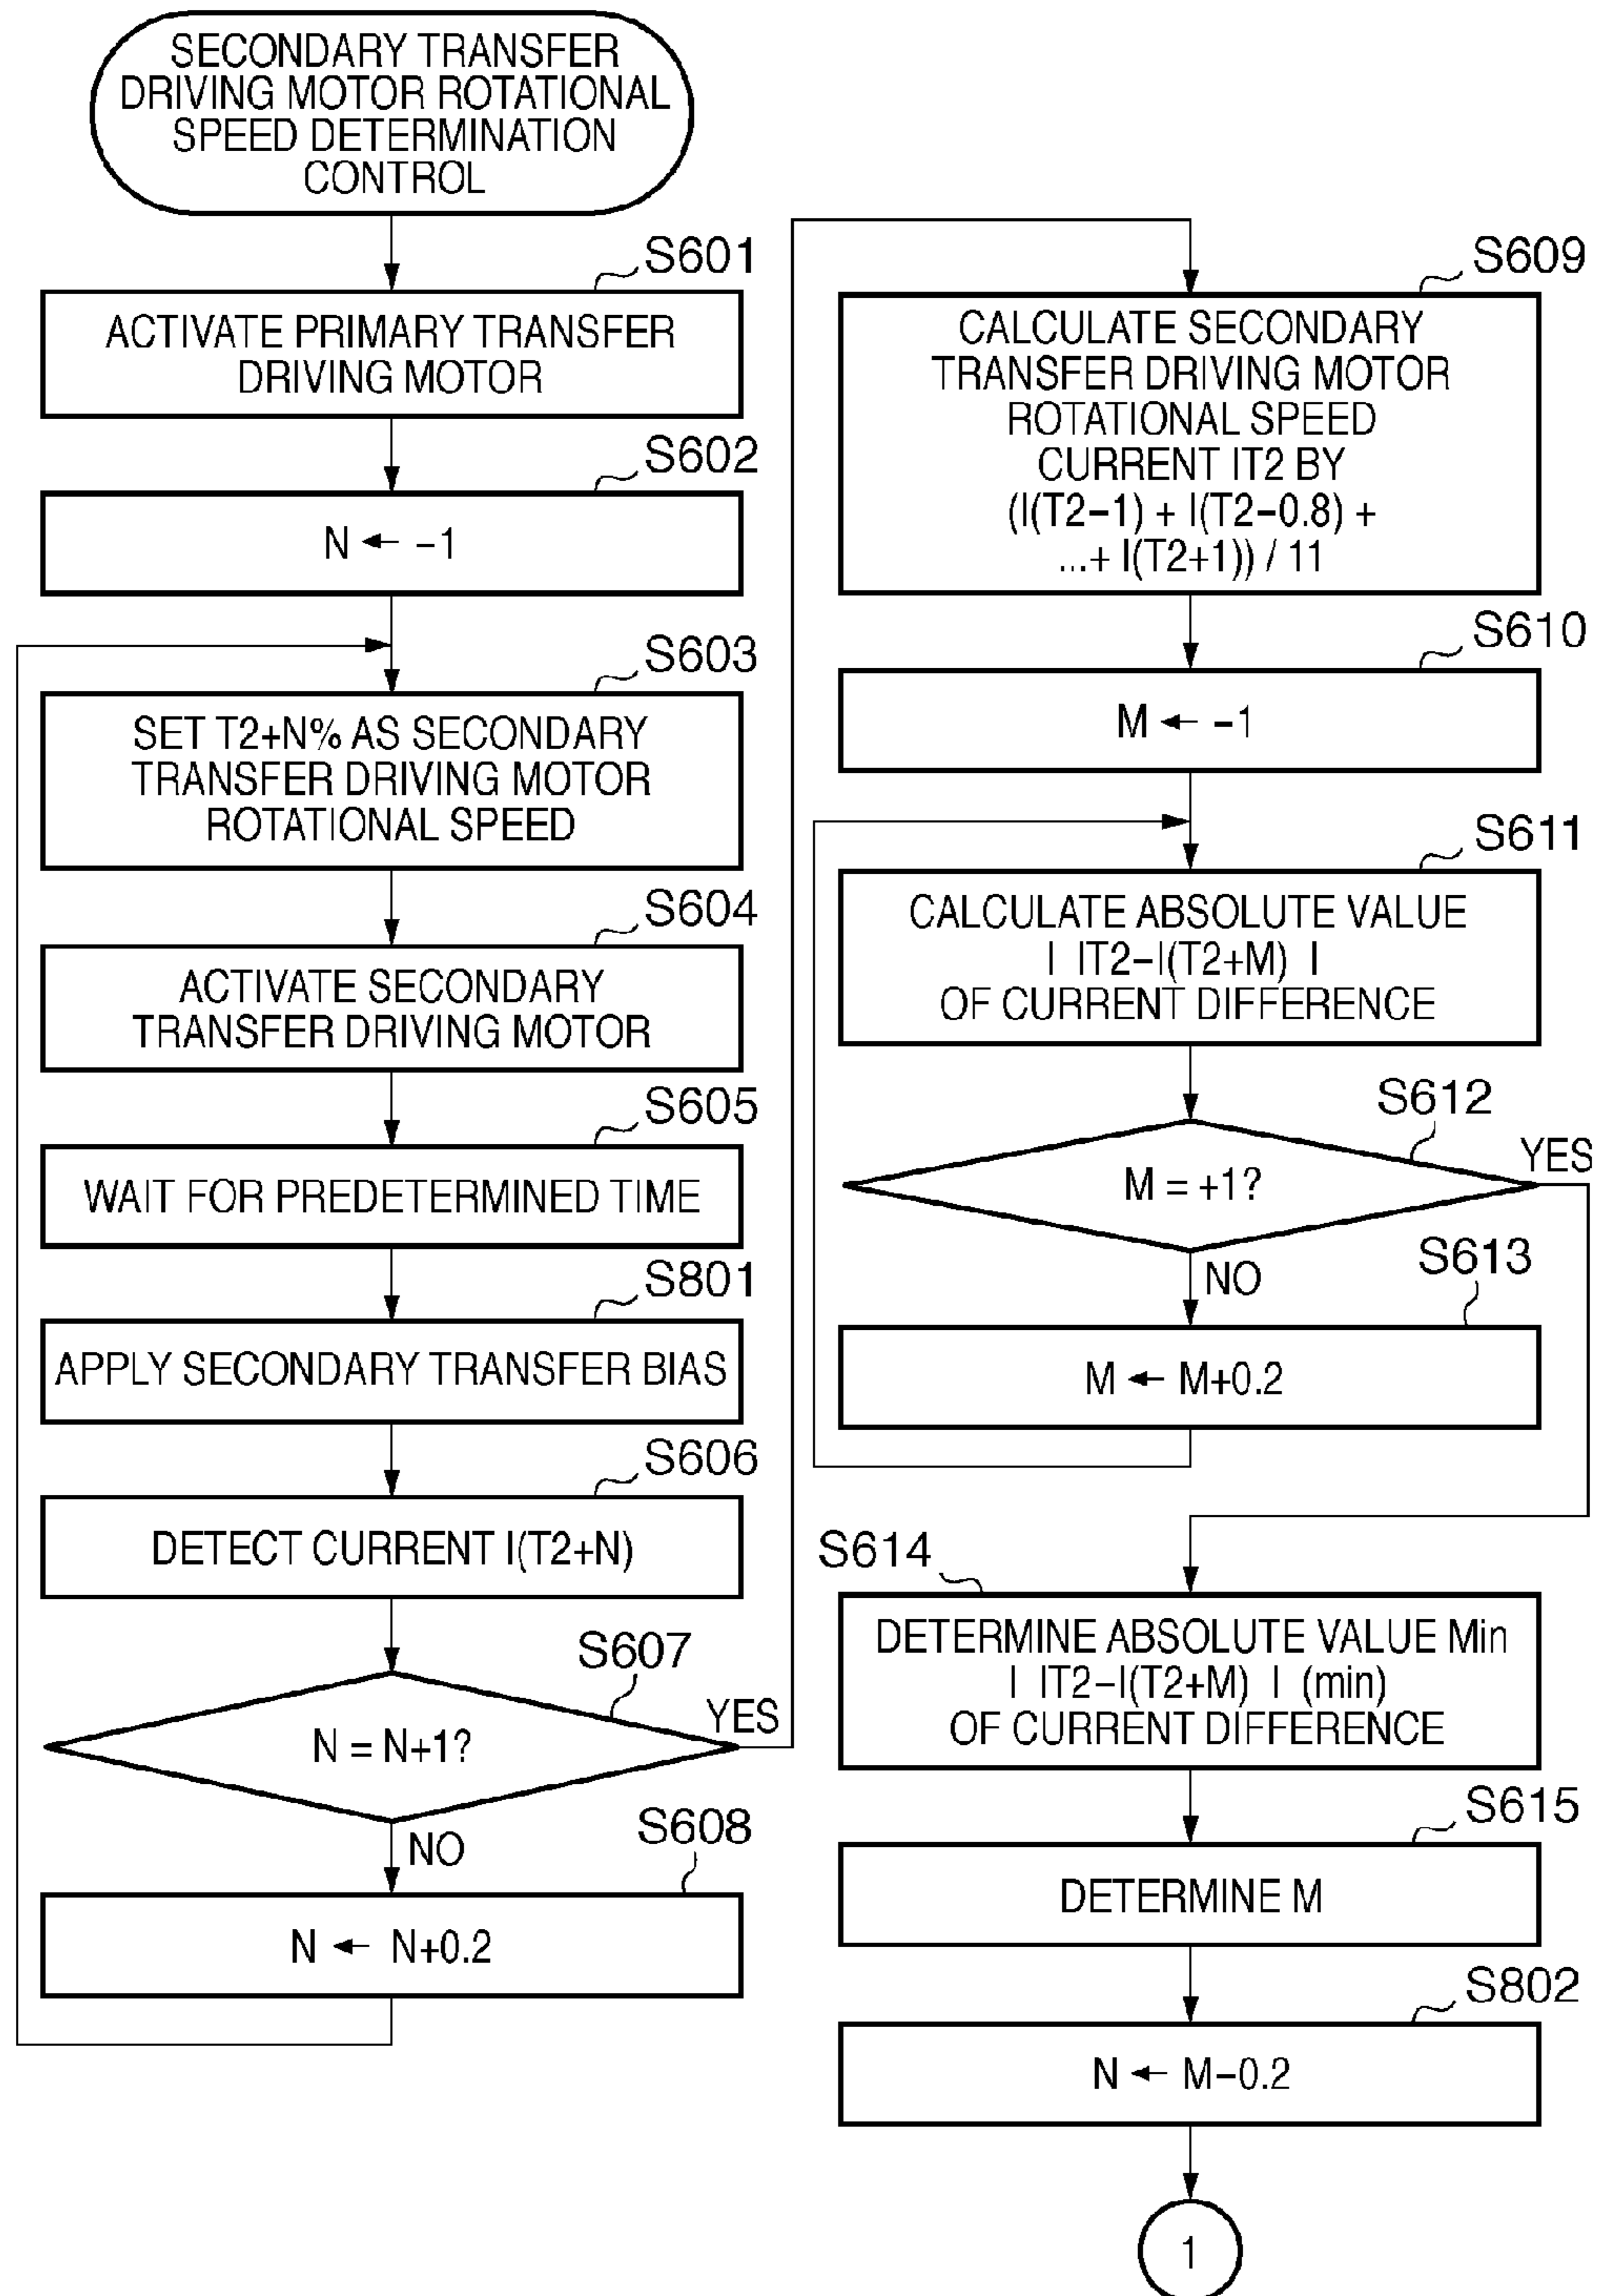 SECONDARY TRANSFER
DRIVING MOTOR ROTATIONAL
SPEED DETERMINATION
CONTROL
S601
ACTIVATE PRIMARY TRANSFER
DRIVING MOTOR
S602
N ← −1
S603
SET T2+N% AS SECONDARY
TRANSFER DRIVING MOTOR
ROTATIONAL SPEED
S604
ACTIVATE SECONDARY
TRANSFER DRIVING MOTOR
S605
WAIT FOR PREDETERMINED TIME
S801
APPLY SECONDARY TRANSFER BIAS
S606
DETECT CURRENT I(T2+N)
S607
N = N+1?
YES
NO
S608
N ← N+0.2
S609
CALCULATE SECONDARY
TRANSFER DRIVING MOTOR
ROTATIONAL SPEED
CURRENT IT2 BY
(I(T2−1) + I(T2−0.8) +
...+ I(T2+1)) / 11
S610
M ← −1
S611
CALCULATE ABSOLUTE VALUE
| IT2−I(T2+M) |
OF CURRENT DIFFERENCE
S612
M = +1?
YES
NO
S613
M ← M+0.2
S614
DETERMINE ABSOLUTE VALUE Min
| IT2−I(T2+M) | (min)
OF CURRENT DIFFERENCE
S615
DETERMINE M
S802
N ← M−0.2
1